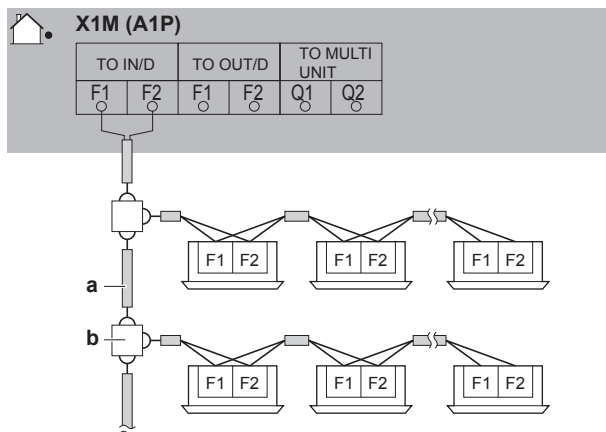 X1M (A1P)
TO IN/D TO OUT/D TO MULTI UNIT
F1 F2 F1 F2 Q1 Q2
F1 F2 F1 F2 F1 F2
a
b
F1 F2 F1 F2 F1 F2